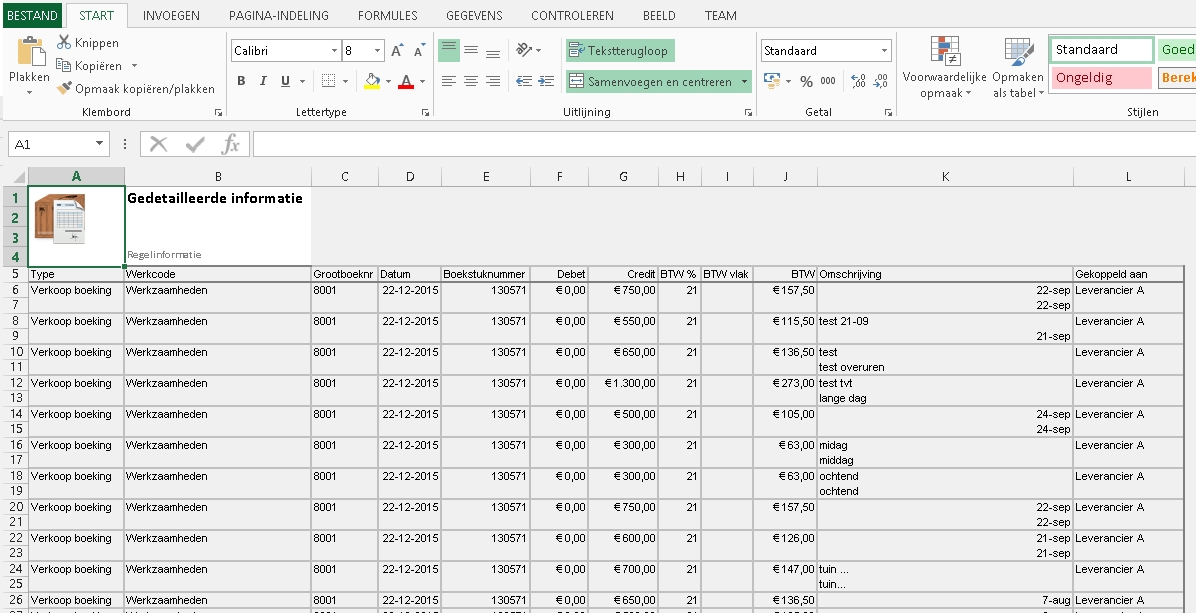 BESTAND START INVOEGEN PAGINA-INDELING FORMULES GEGEVENS CONTROLEREN BEELD TEAM
Plakken
Knippen
Kopiëren
Opmaak kopiëren/plakken
Klembord
Calibri 8 A A
B I U A
Lettertype
Tekstterugloop
Samenvoegen en centreren
Uitlijning
Standaard
% 000 ,00 ,00
Getal
Voorwaardelijke opmaak
Opmaken als tabel
Standaard Goed
Ongeldig Berek
Stijlen
A1 fx
A B C D E F G H I J K L
1 Gedetailleerde informatie
2
3
4 Regelinformatie
5 Type Werkcode Grootboeknr Datum Boekstuknummer Debet Credit BTW % BTW vlak BTW Omschrijving Gekoppeld aan
6 Verkoop boeking Werkzaamheden 8001 22-12-2015 130571 € 0,00 € 750,00 21 € 157,50 22-sep Leverancier A
7 22-sep
8 Verkoop boeking Werkzaamheden 8001 22-12-2015 130571 € 0,00 € 550,00 21 € 115,50 test 21-09 Leverancier A
9 21-sep
10 Verkoop boeking Werkzaamheden 8001 22-12-2015 130571 € 0,00 € 650,00 21 € 136,50 test Leverancier A
11 test overuren
12 Verkoop boeking Werkzaamheden 8001 22-12-2015 130571 € 0,00 € 1.300,00 21 € 273,00 test tvt Leverancier A
13 lange dag
14 Verkoop boeking Werkzaamheden 8001 22-12-2015 130571 € 0,00 € 500,00 21 € 105,00 24-sep Leverancier A
15 24-sep
16 Verkoop boeking Werkzaamheden 8001 22-12-2015 130571 € 0,00 € 300,00 21 € 63,00 midag Leverancier A
17 middag
18 Verkoop boeking Werkzaamheden 8001 22-12-2015 130571 € 0,00 € 300,00 21 € 63,00 ochtend Leverancier A
19 ochtend
20 Verkoop boeking Werkzaamheden 8001 22-12-2015 130571 € 0,00 € 750,00 21 € 157,50 22-sep Leverancier A
21 22-sep
22 Verkoop boeking Werkzaamheden 8001 22-12-2015 130571 € 0,00 € 600,00 21 € 126,00 21-sep Leverancier A
23 21-sep
24 Verkoop boeking Werkzaamheden 8001 22-12-2015 130571 € 0,00 € 700,00 21 € 147,00 tuin ... Leverancier A
25 tuin...
26 Verkoop boeking Werkzaamheden 8001 22-12-2015 130571 € 0,00 € 650,00 21 € 136,50 7-aug Leverancier A